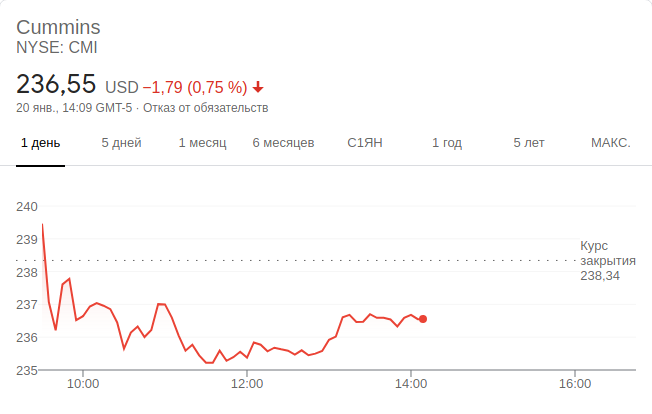 Cummins
NYSE: CMI
236,55 USD −1,79 (0,75 %)
20 янв., 14:09 GMT-5 · Отказ от обязательств
1 день 5 дней 1 месяц 6 месяцев С1ЯН 1 год 5 лет МАКС.
240
239
Курс
закрытия
238,34
238
237
236
235
10:00 12:00 14:00 16:00